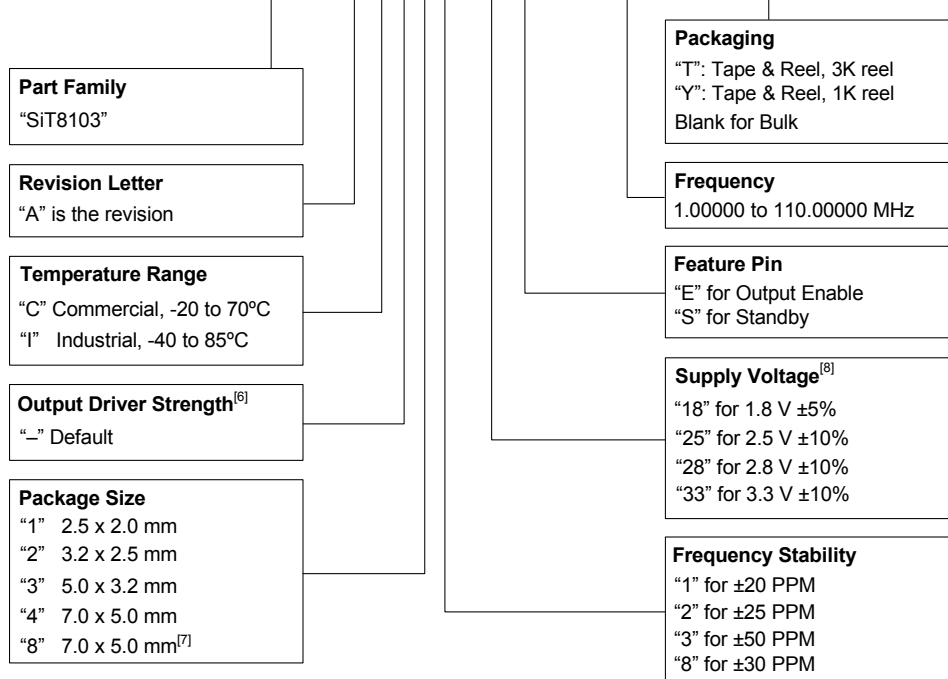 Part Family
“SiT8103”
Revision Letter
“A” is the revision
Temperature Range
“C” Commercial, -20 to 70ºC
“I” Industrial, -40 to 85ºC
Output Driver Strength[6]
“–” Default
Package Size
“1” 2.5 x 2.0 mm
“2” 3.2 x 2.5 mm
“3” 5.0 x 3.2 mm
“4” 7.0 x 5.0 mm
“8” 7.0 x 5.0 mm[7]
Packaging
“T”: Tape & Reel, 3K reel
“Y”: Tape & Reel, 1K reel
Blank for Bulk
Frequency
1.00000 to 110.00000 MHz
Feature Pin
“E” for Output Enable
“S” for Standby
Supply Voltage[8]
“18” for 1.8 V ±5%
“25” for 2.5 V ±10%
“28” for 2.8 V ±10%
“33” for 3.3 V ±10%
Frequency Stability
“1” for ±20 PPM
“2” for ±25 PPM
“3” for ±50 PPM
“8” for ±30 PPM